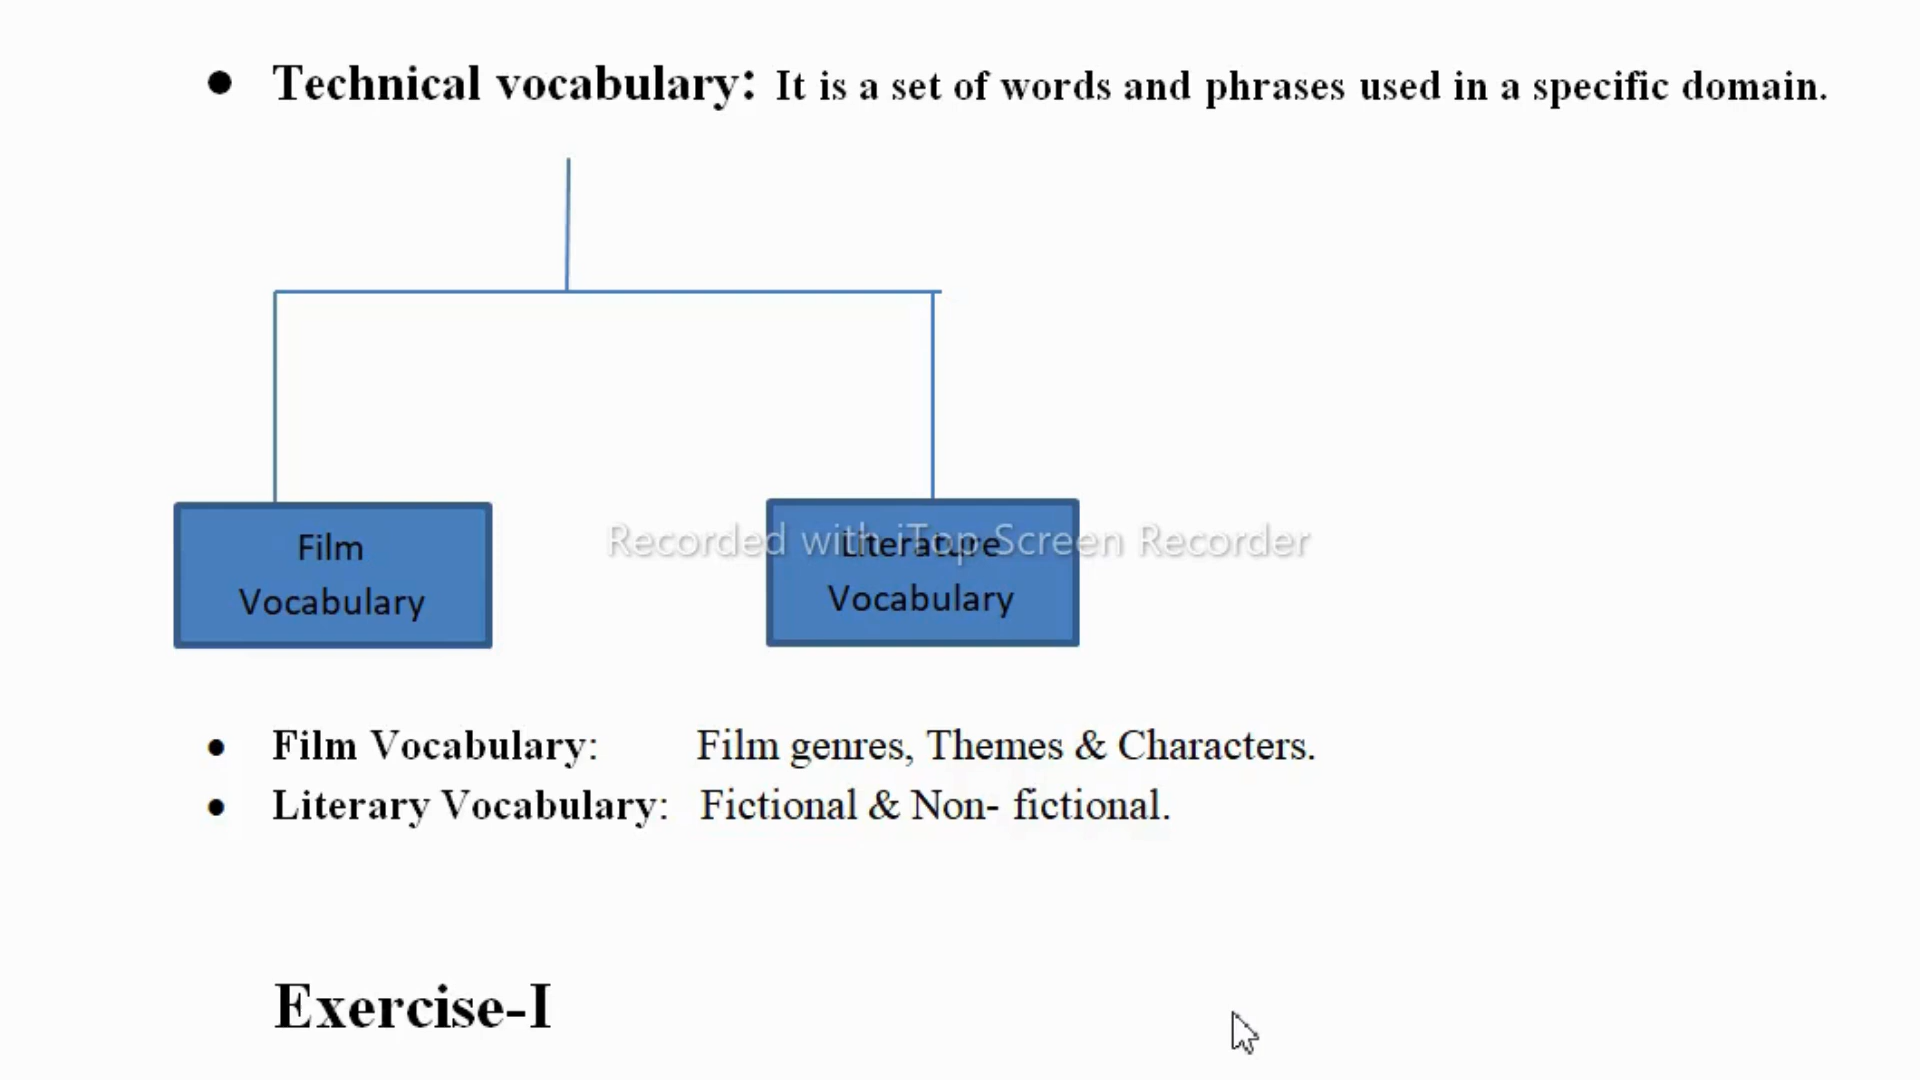 ● Technical vocabulary: It is a set of words and phrases used in a specific domain.
Film
Vocabulary
Literature
Vocabulary
Recorded with iTop Screen Recorder
● Film Vocabulary: Film genres, Themes & Characters.
● Literary Vocabulary: Fictional & Non- fictional.
Exercise-I